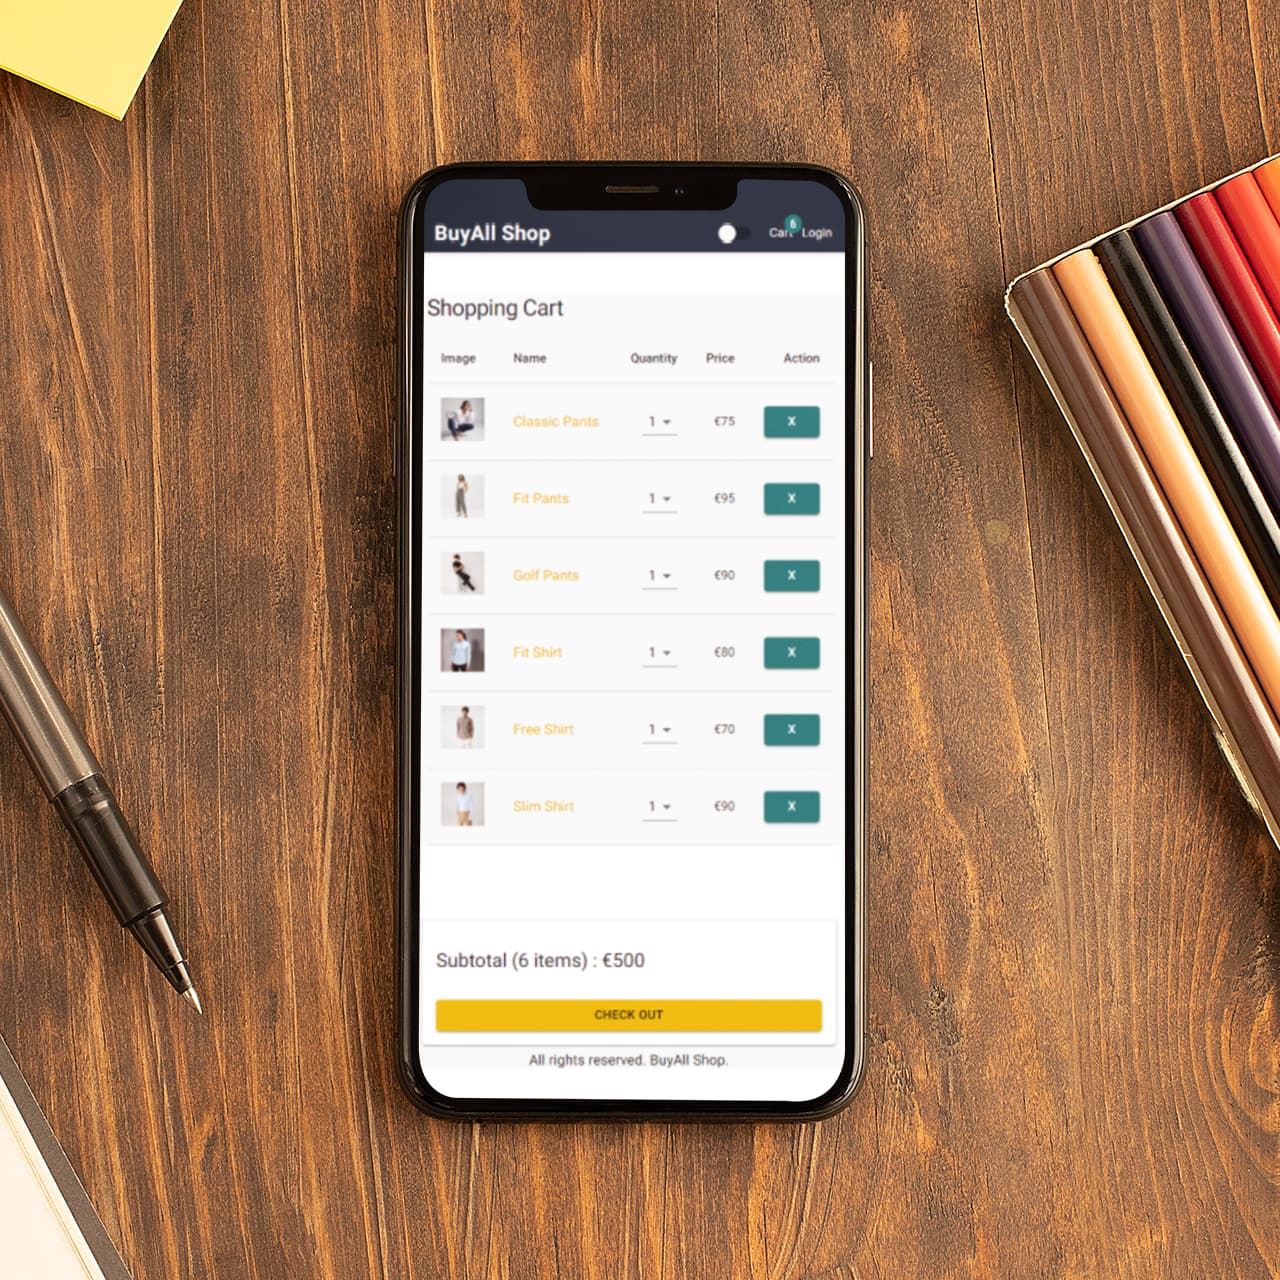 BuyAll Shop Cart 6 Login
Shopping Cart
Image Name Quantity Price Action
Classic Pants 1 €75 X
Fit Pants 1 €95 X
Golf Pants 1 €90 X
Fit Shirt 1 €80 X
Free Shirt 1 €70 X
Slim Shirt 1 €90 X
Subtotal (6 items) : €500
CHECK OUT
All rights reserved. BuyAll Shop.